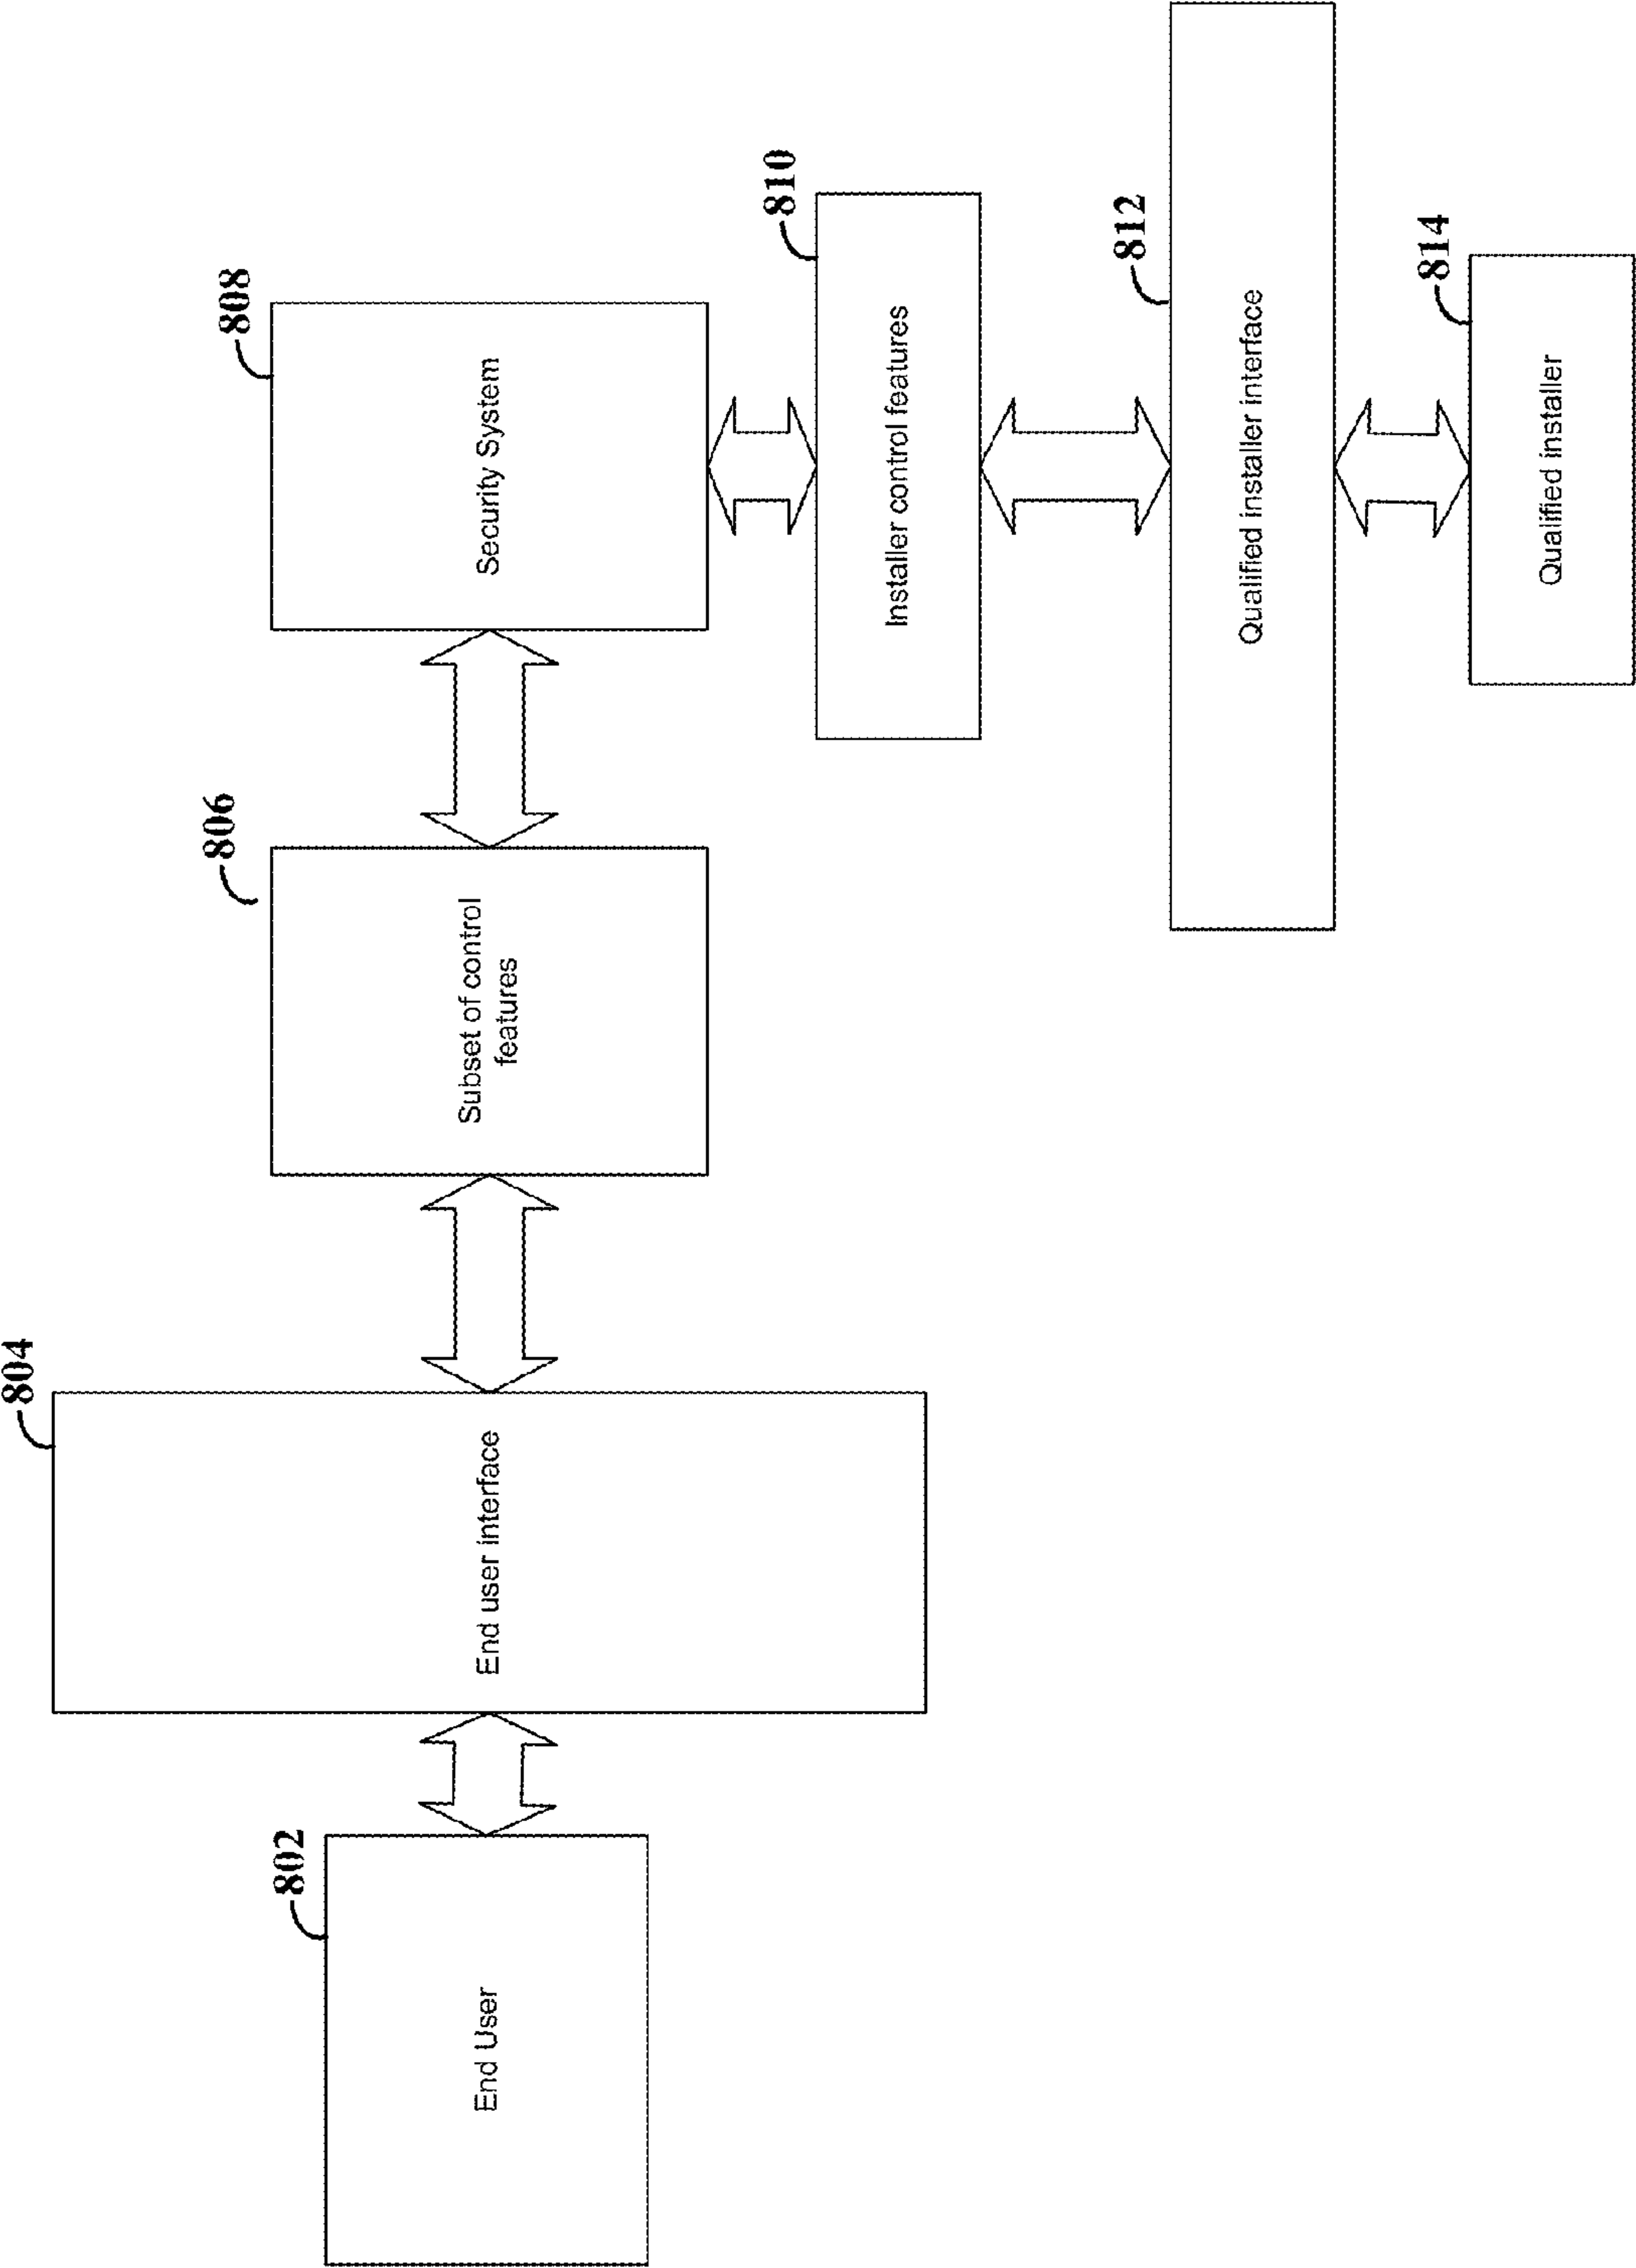 802
End User
804
End user interface
806
Subset of control
features
808
Security System
810
Installer control features
812
Qualified installer interface
814
Qualified installer